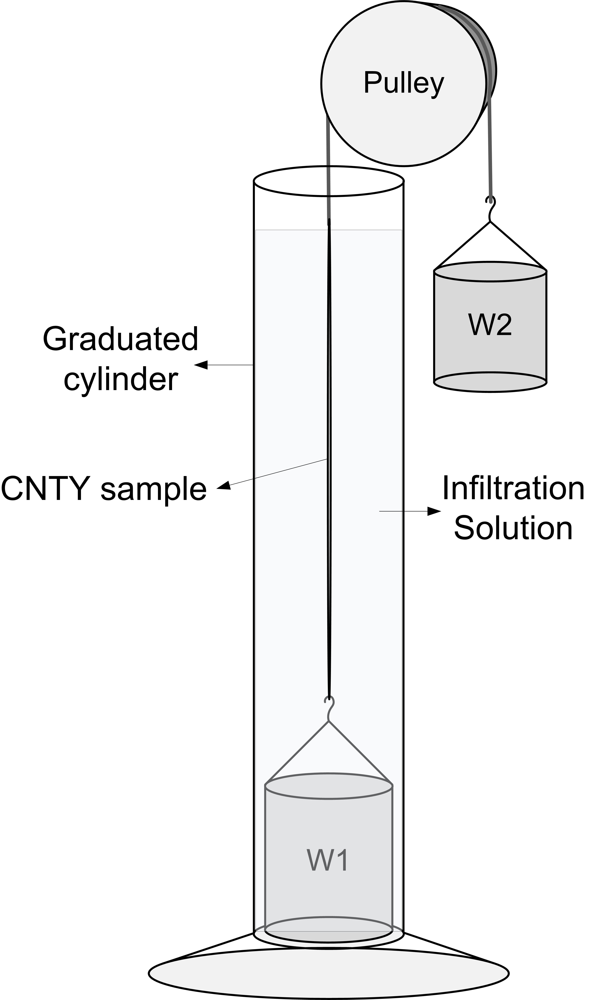 Pulley
W2
Graduated
cylinder
CNTY sample
Infiltration
Solution
W1